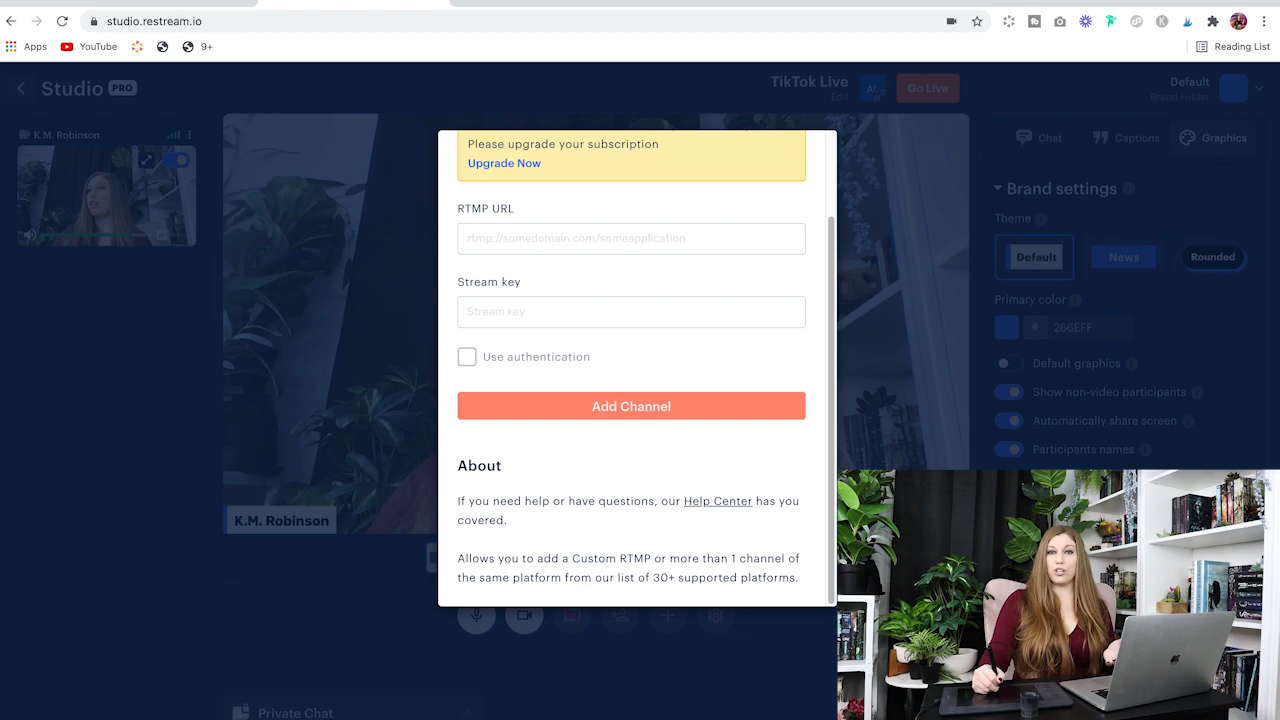 studio.restream.io
Apps
YouTube
9+
Reading List
Studio PRO
TikTok Live
Edit
Go Live
Default
Brand Folder
K.M. Robinson
Please upgrade your subscription
Upgrade Now
RTMP URL
rtmp://somedomain.com/someapplication
Stream key
Stream key
Use authentication
Add Channel
About
If you need help or have questions, our Help Center has you
covered.
Allows you to add a Custom RTMP or more than 1 channel of
the same platform from our list of 30+ supported platforms.
K.M. Robinson
Private Chat
Chat
Captions
Graphics
Brand settings
Theme
Default
News
Rounded
Primary color
# 266EFF
Default graphics
Show non-video participants
Automatically share screen
Participants names